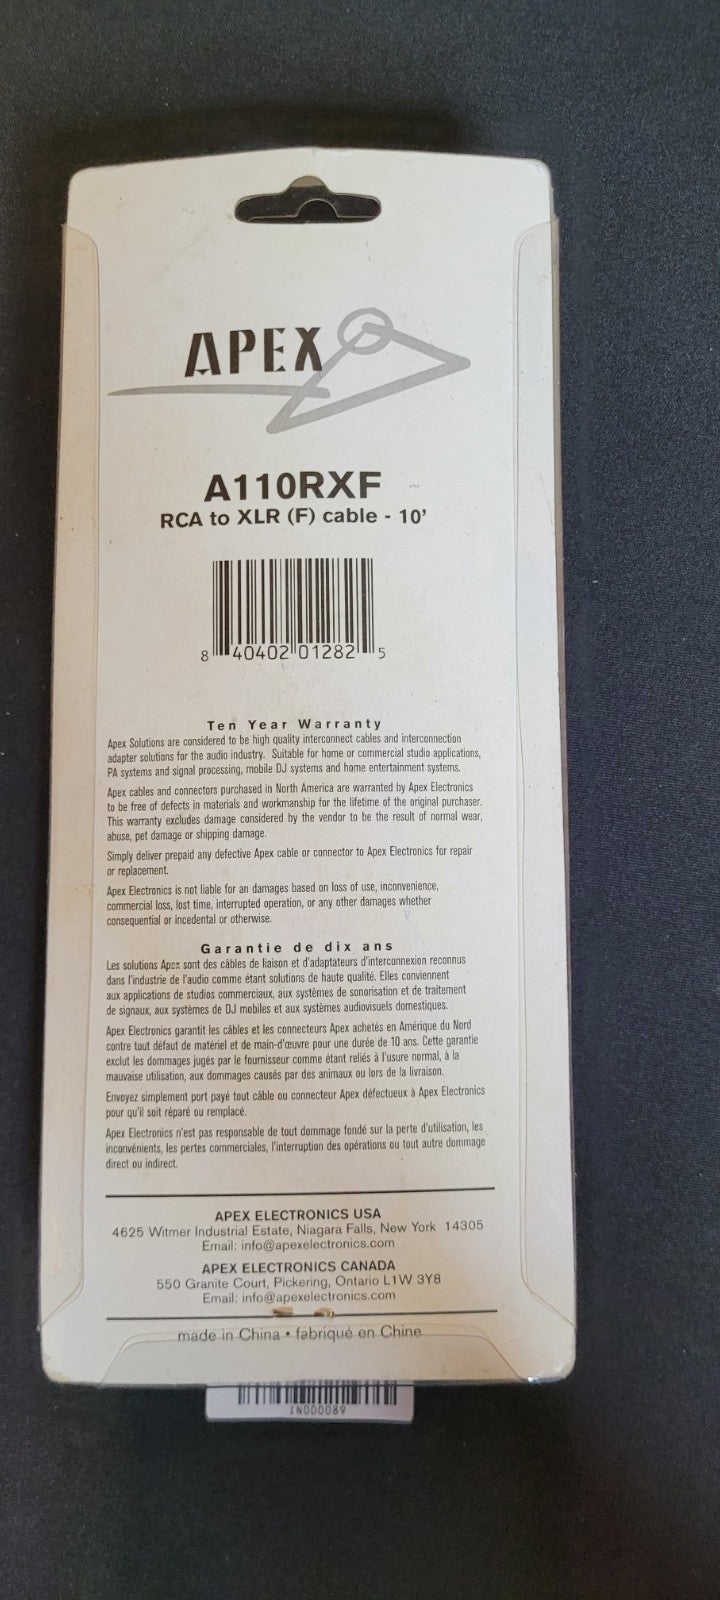 APEX
A110RXF
RCA to XLR (F) cable - 10'
8 40402 01282 5
Ten Year Warranty
Apex Solutions are considered to be high quality interconnect cables and interconnection
adapter solutions for the audio industry. Suitable for home or commercial studio applications,
PA systems and signal processing, mobile DJ systems and home entertainment systems.
Apex cables and connectors purchased in North America are warranted by Apex Electronics
to be free of defects in materials and workmanship for the lifetime of the original purchaser.
This warranty excludes damage considered by the vendor to be the result of normal wear,
abuse, pet damage or shipping damage.
Simply deliver prepaid any defective Apex cable or connector to Apex Electronics for repair
or replacement.
Apex Electronics is not liable for an damages based on loss of use, inconvenience,
commercial loss, lost time, interrupted operation, or any other damages whether
consequential or incedental or otherwise.
Garantie de dix ans
Les solutions Apex sont des câbles de liaison et d'adaptateurs d'interconnexion reconnus
dans l'industrie de l'audio comme étant solutions de haute qualité. Elles conviennent
aux applications de studios commerciaux, aux systèmes de sonorisation et de traitement
de signaux, aux systèmes de DJ mobiles et aux systèmes audiovisuels domestiques.
Apex Electronics garantit les câbles et les connecteurs Apex achetés en Amérique du Nord
contre tout défaut de matériel et de main-d'œuvre pour une durée de 10 ans. Cette garantie
exclut les dommages jugés par le fournisseur comme étant reliés à l'usure normal, à la
mauvaise utilisation, aux dommages causés par des animaux ou lors de la livraison.
Envoyez simplement port payé tout câble ou connecteur Apex défectueux à Apex Electronics
pour qu'il soit réparé ou remplacé.
Apex Electronics n'est pas responsable de tout dommage fondé sur la perte d'utilisation, les
inconvénients, les pertes commerciales, l'interruption des opérations ou tout autre dommage
direct ou indirect.
APEX ELECTRONICS USA
4625 Witmer Industrial Estate, Niagara Falls, New York 14305
Email: info@apexelectronics.com
APEX ELECTRONICS CANADA
550 Granite Court, Pickering, Ontario L1W 3Y8
Email: info@apexelectronics.com
made in China • fabriqué en Chine
IN000089